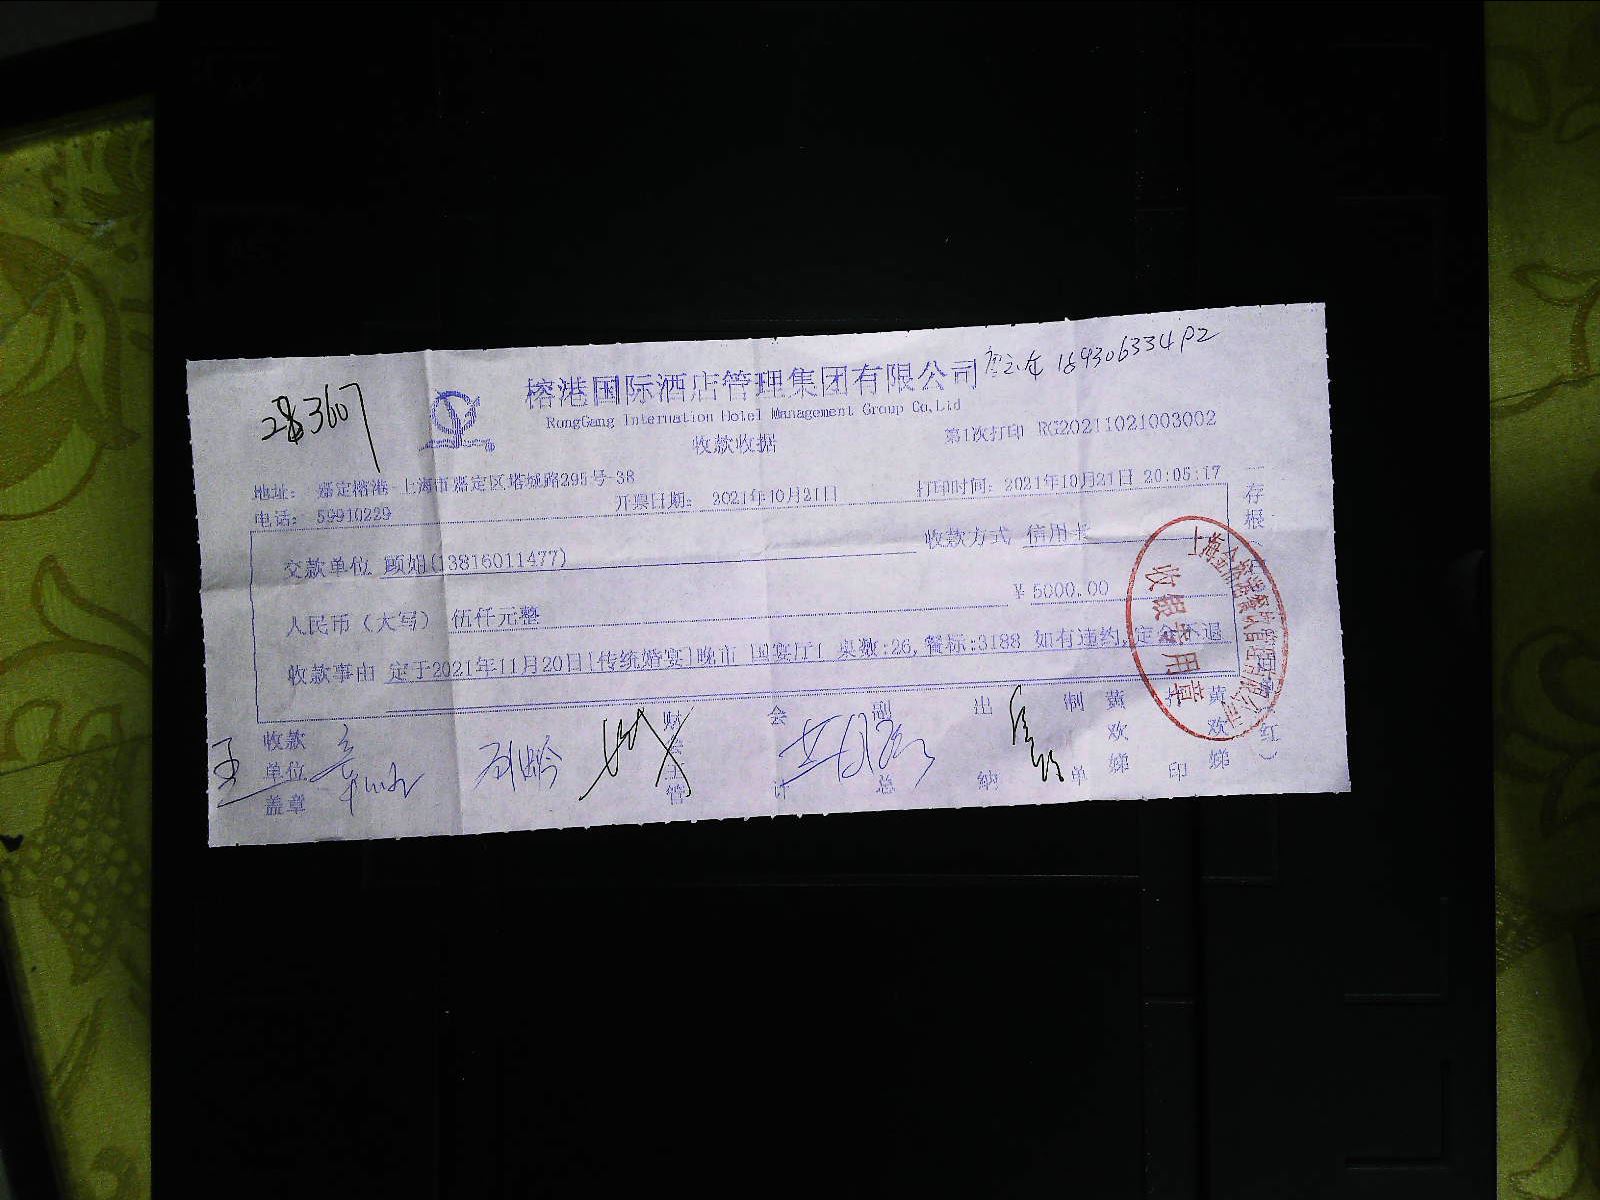 283607
榕港国际酒店管理集团有限公司
RongGang Internation Hotel Management Group Co,Ltd
收款收据
第1次打印 RG20211021003002
地址: 嘉定榕港-上海市嘉定区塔城路295号-38
电话: 59910229
开票日期: 2021年10月21日
打印时间: 2021年10月21日 20:05:17
交款单位 顾娟(13816011477)
收款方式 信用卡
人民币(大写) 伍仟元整
¥ 5000.00
收款事由 定于2021年11月20日[传统婚宴]晚市 国宴厅1 桌数:26,餐标:3188 如有违约,定金不退
收款单位盖章
财会主管
会计
副总
出纳
制单
黄欢娣
打印
黄欢娣
(存根 红)
收银专用章